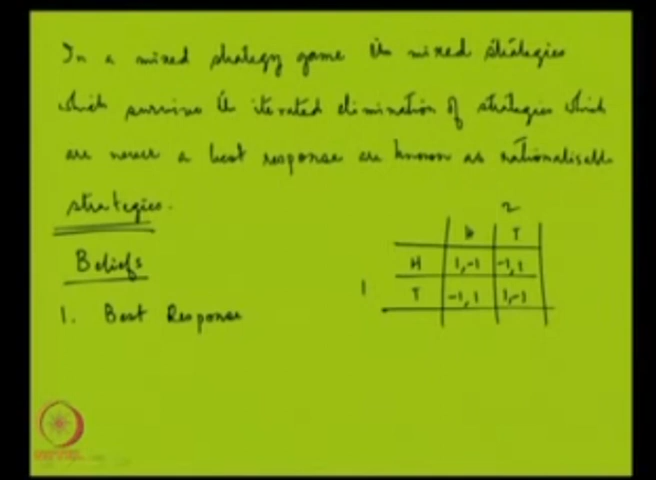 In a mixed strategy game the mixed strategies
which survives the iterated elimination of strategies which
are never a best response are known as rationalisable
strategies.
Beliefs
1. Best Response
2
H T
H 1,-1 -1,1
1 T -1,1 1,-1